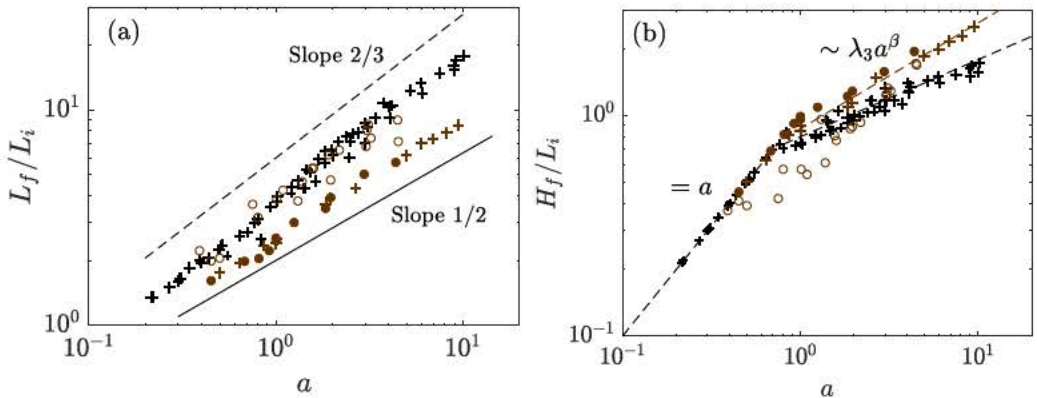 (a)
Slope 2/3
Slope 1/2
10^1
10^0
L_f/L_i
10^{-1}
10^0
10^1
a
(b)
~ λ_3 a^β
= a
10^0
10^{-1}
H_f/L_i
10^{-1}
10^0
10^1
a